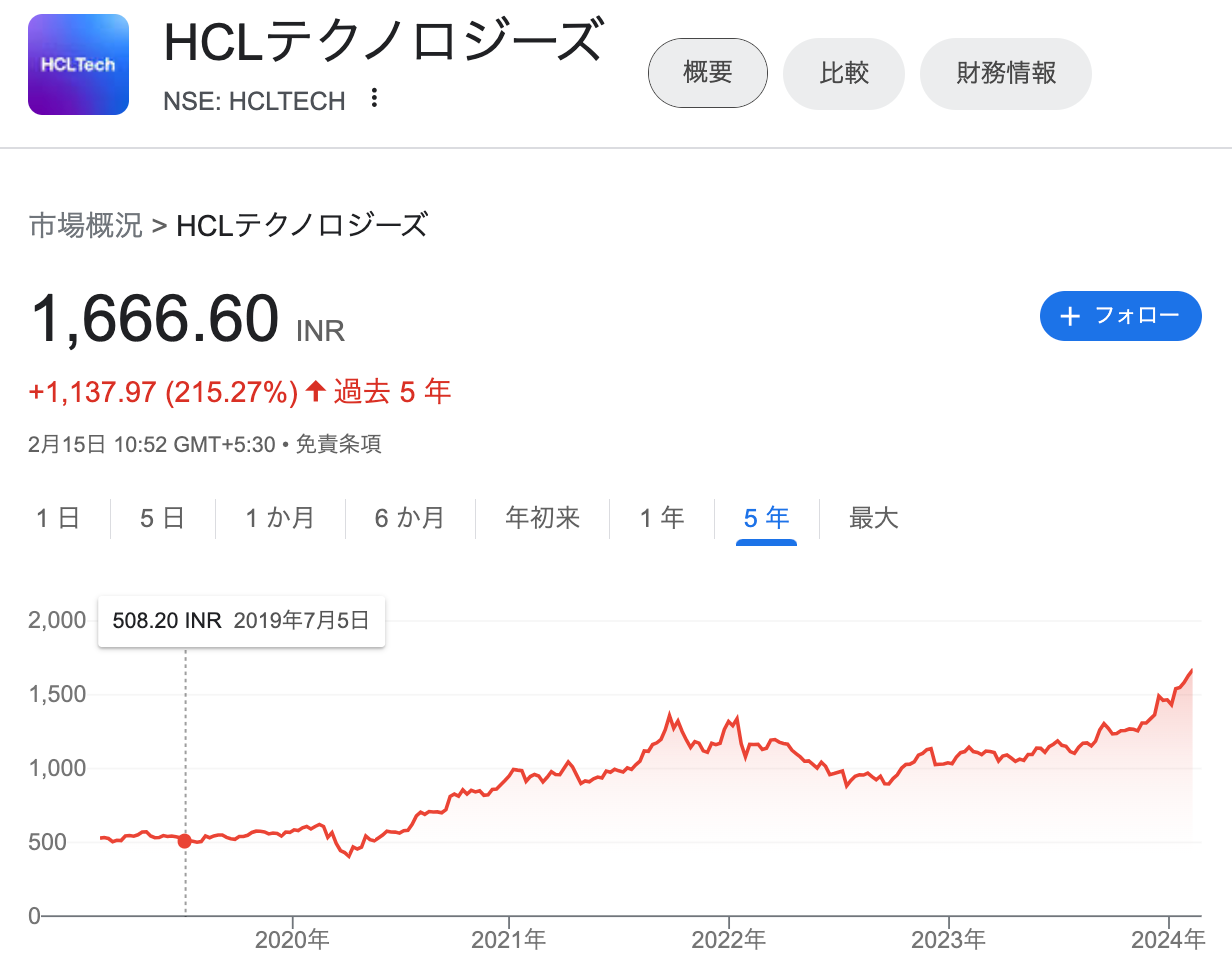 HCLTech
HCLテクノロジーズ
NSE: HCLTECH
概要
比較
財務情報
市場概況 > HCLテクノロジーズ
1,666.60 INR
+ フォロー
+1,137.97 (215.27%) ↑ 過去 5 年
2月15日 10:52 GMT+5:30 • 免責条項
1 日
5 日
1 か月
6 か月
年初来
1 年
5 年
最大
508.20 INR 2019年7月5日
2,000
1,500
1,000
500
0
2020年
2021年
2022年
2023年
2024年